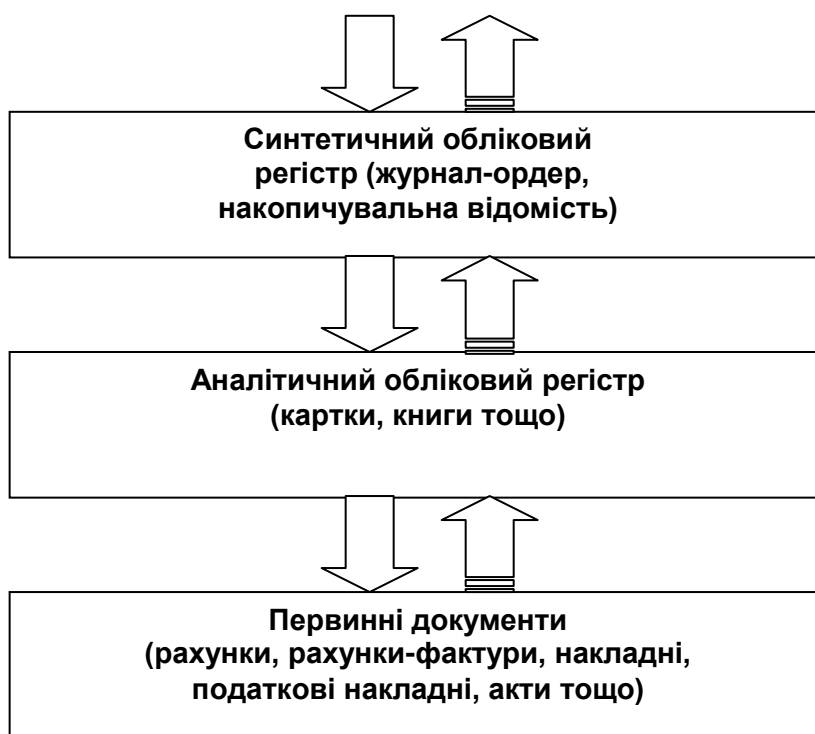 Синтетичний обліковий
регістр (журнал-ордер,
накопичувальна відомість)
Аналітичний обліковий регістр
(картки, книги тощо)
Первинні документи
(рахунки, рахунки-фактури, накладні,
податкові накладні, акти тощо)